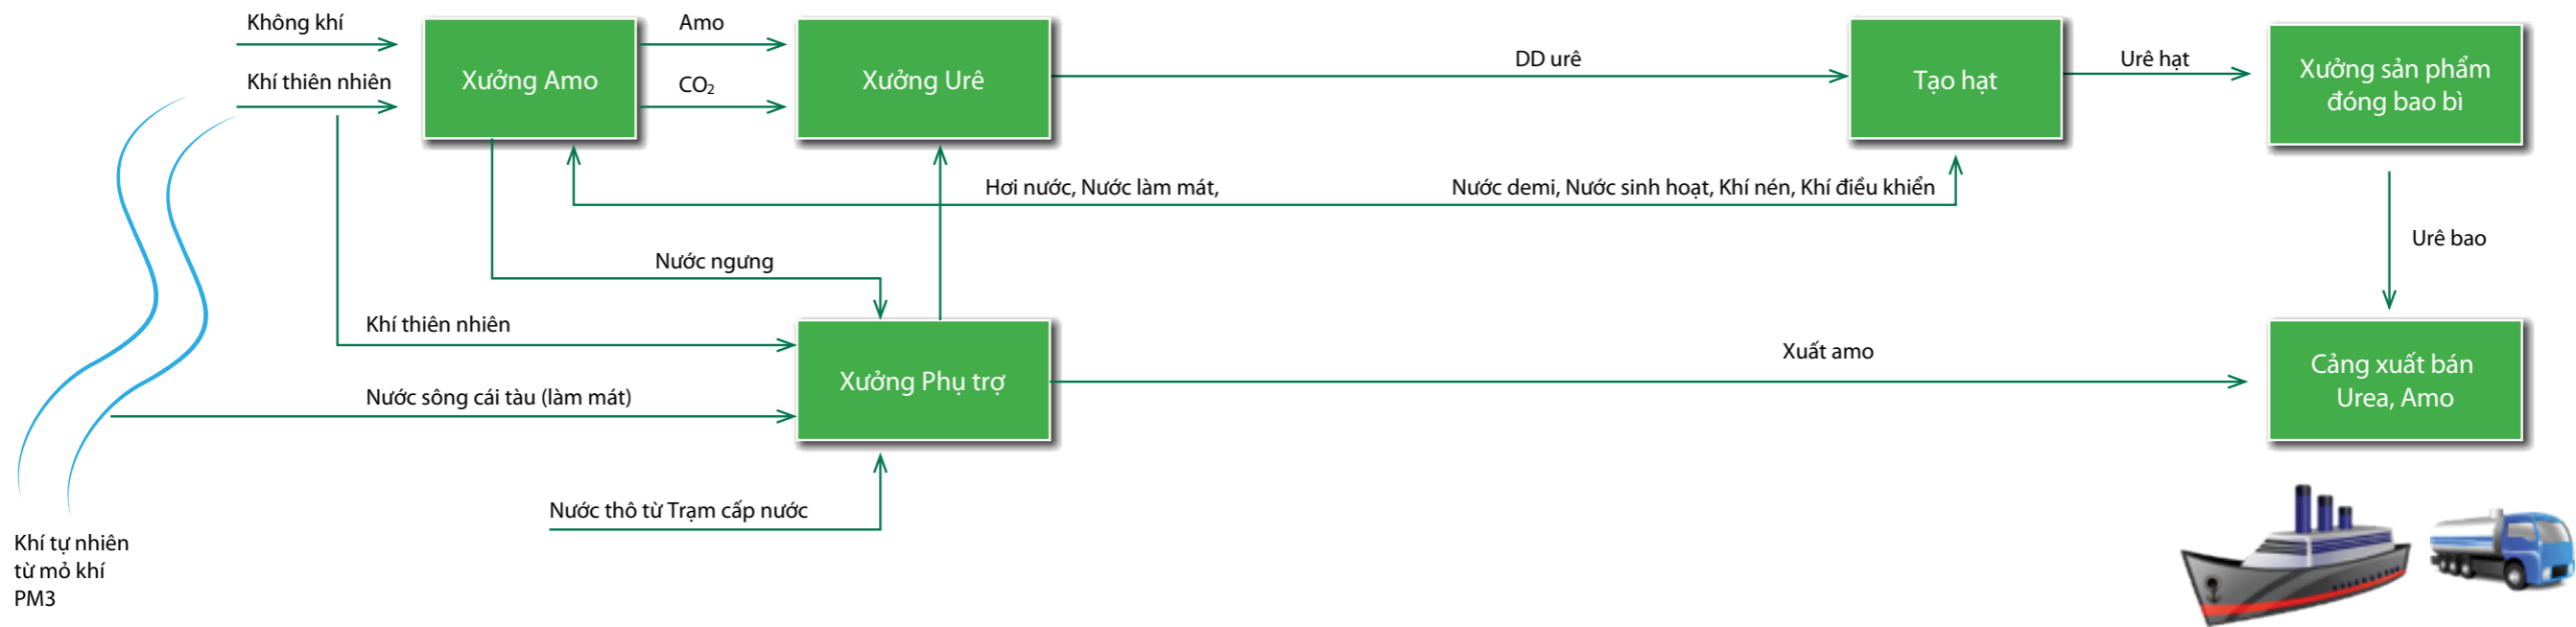 Không khí
Amo
Khí thiên nhiên
CO₂
Xưởng Amo
Xưởng Urê
DD urê
Tạo hạt
Urê hạt
Xưởng sản phẩm
đóng bao bì
Hơi nước, Nước làm mát,
Nước demi, Nước sinh hoạt, Khí nén, Khí điều khiển
Urê bao
Nước ngưng
Khí thiên nhiên
Xuất amo
Nước sông cái tàu (làm mát)
Xưởng Phụ trợ
Cảng xuất bán
Urea, Amo
Nước thô từ Trạm cấp nước
Khí tự nhiên
từ mỏ khí
PM3